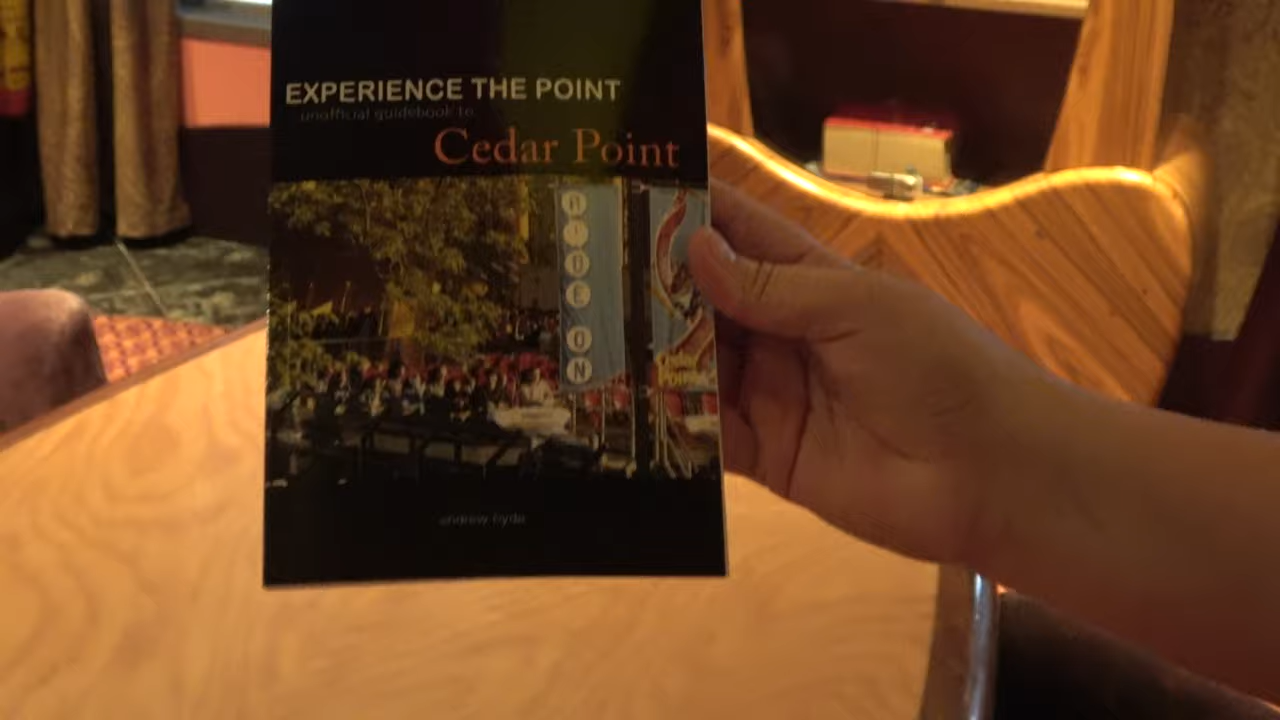 EXPERIENCE THE POINT
unofficial guidebook to
Cedar Point
RIDE ON
andrew hyde